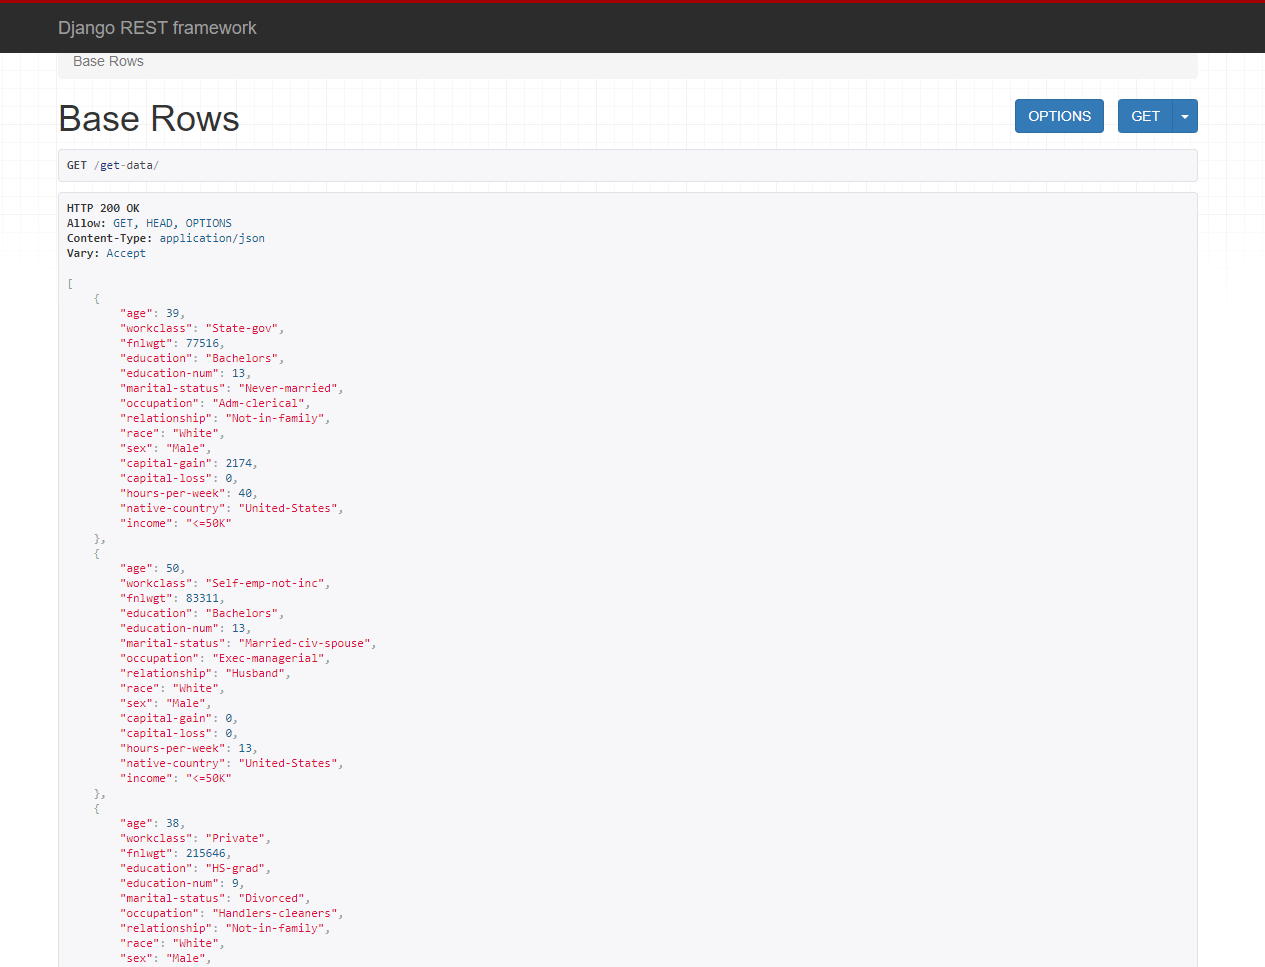 Django REST framework
Base Rows
Base Rows
OPTIONS
GET
GET /get-data/
HTTP 200 OK
Allow: GET, HEAD, OPTIONS
Content-Type: application/json
Vary: Accept
[
{
"age": 39,
"workclass": "State-gov",
"fnlwgt": 77516,
"education": "Bachelors",
"education-num": 13,
"marital-status": "Never-married",
"occupation": "Adm-clerical",
"relationship": "Not-in-family",
"race": "White",
"sex": "Male",
"capital-gain": 2174,
"capital-loss": 0,
"hours-per-week": 40,
"native-country": "United-States",
"income": "<=50K"
},
{
"age": 50,
"workclass": "Self-emp-not-inc",
"fnlwgt": 83311,
"education": "Bachelors",
"education-num": 13,
"marital-status": "Married-civ-spouse",
"occupation": "Exec-managerial",
"relationship": "Husband",
"race": "White",
"sex": "Male",
"capital-gain": 0,
"capital-loss": 0,
"hours-per-week": 13,
"native-country": "United-States",
"income": "<=50K"
},
{
"age": 38,
"workclass": "Private",
"fnlwgt": 215646,
"education": "HS-grad",
"education-num": 9,
"marital-status": "Divorced",
"occupation": "Handlers-cleaners",
"relationship": "Not-in-family",
"race": "White",
"sex": "Male",